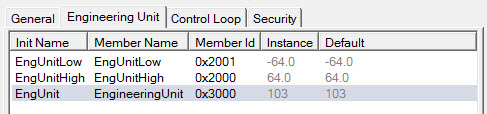 General Engineering Unit Control Loop Security
Init Name Member Name Member Id Instance Default
EngUnitLow EngUnitLow 0x2001 -64.0 -64.0
EngUnitHigh EngUnitHigh 0x2000 64.0 64.0
EngUnit EngineeringUnit 0x3000 103 103